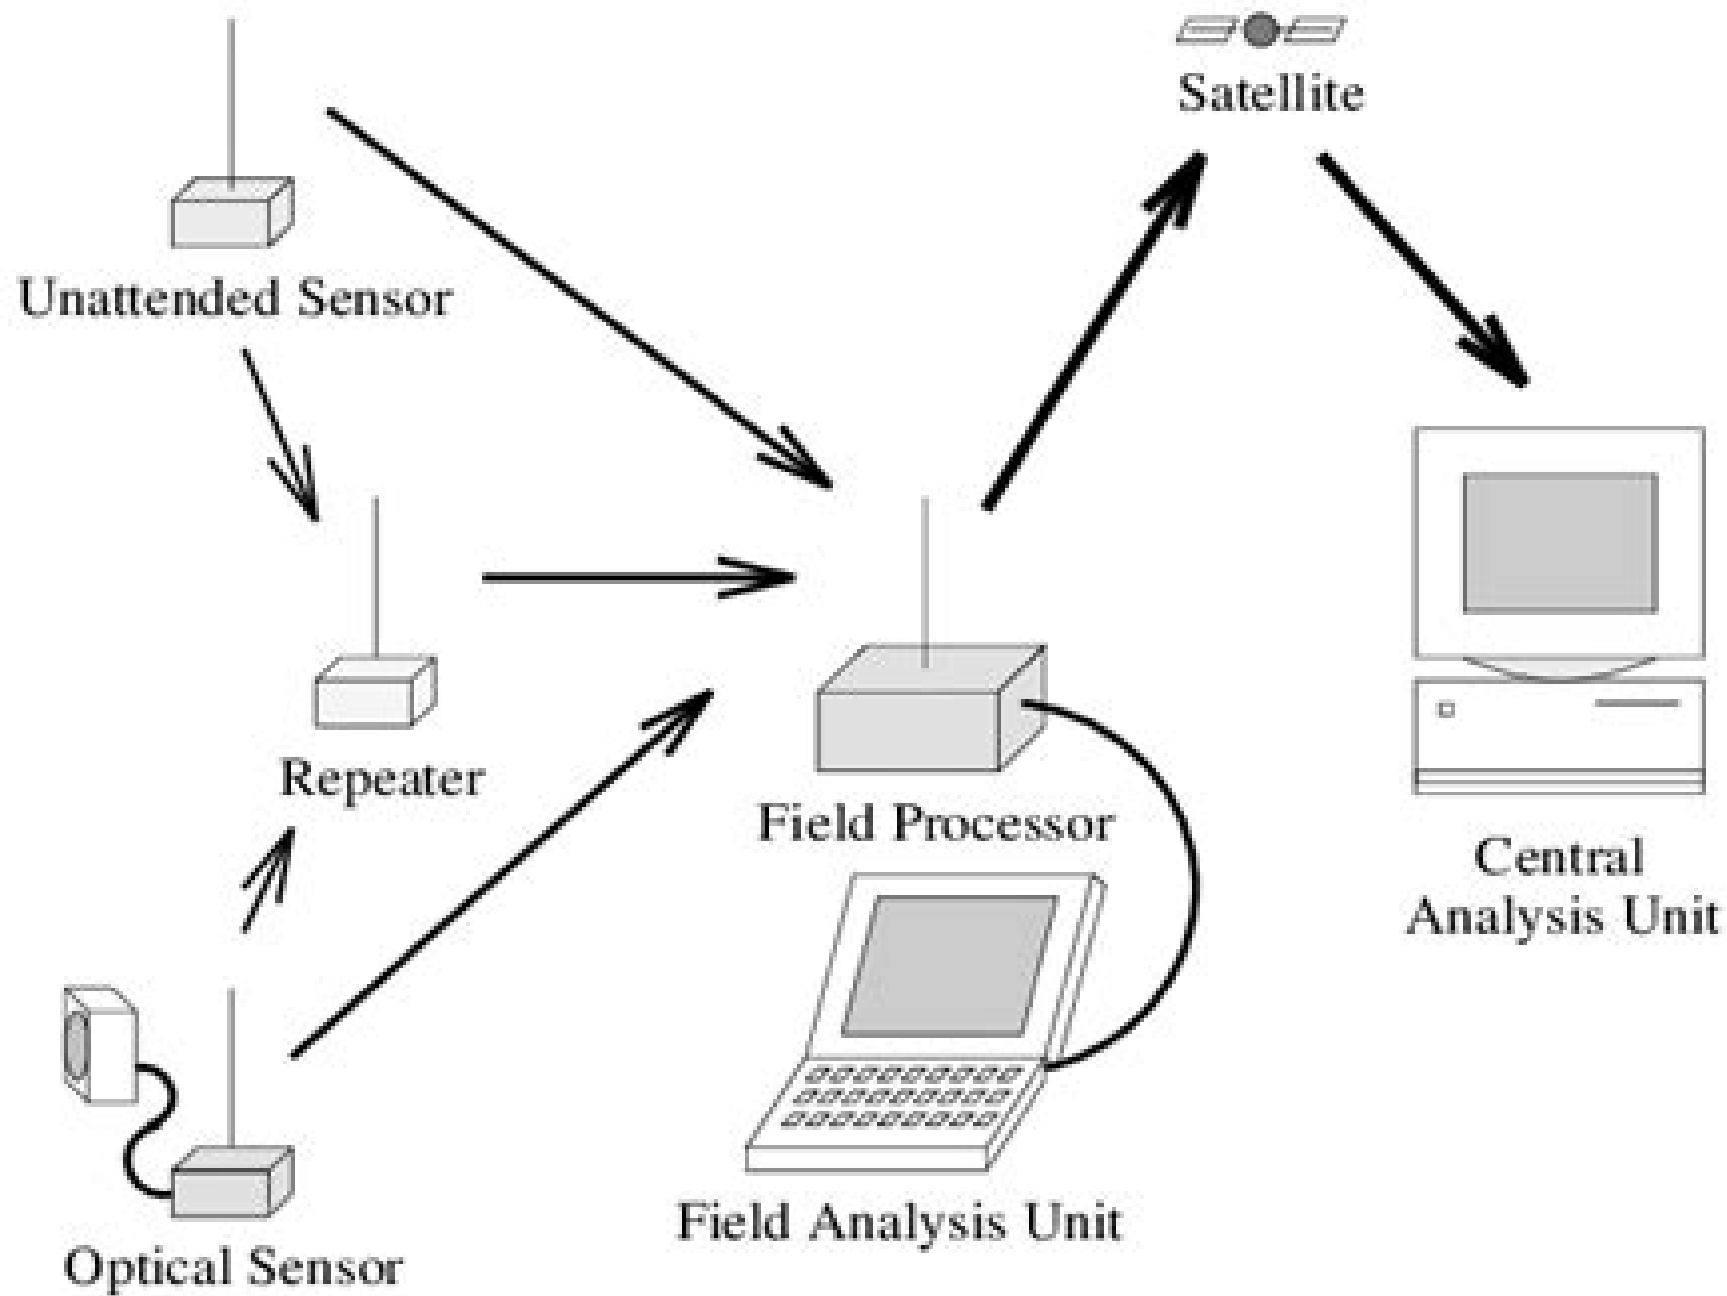 Satellite
Unattended Sensor
Repeater
Field Processor
Central
Analysis Unit
Field Analysis Unit
Optical Sensor